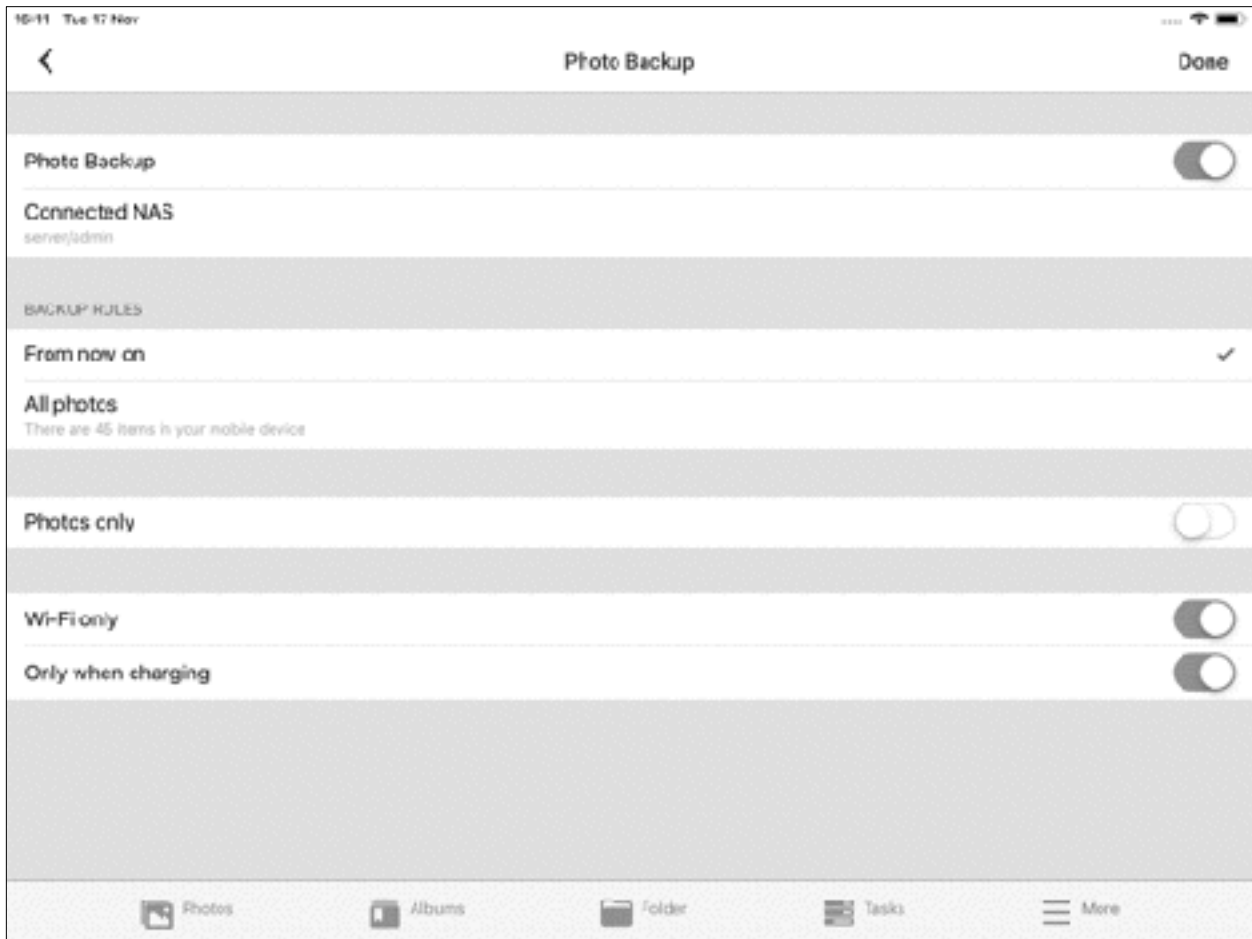 16:11 Tue 17 Nov
Photo Backup
Done
Photo Backup
Connected NAS
server/admin
BACKUP RULES
From now on
All photos
There are 45 items in your mobile device
Photos only
Wi-Fi only
Only when charging
Photos
Albums
Folder
Tasks
More